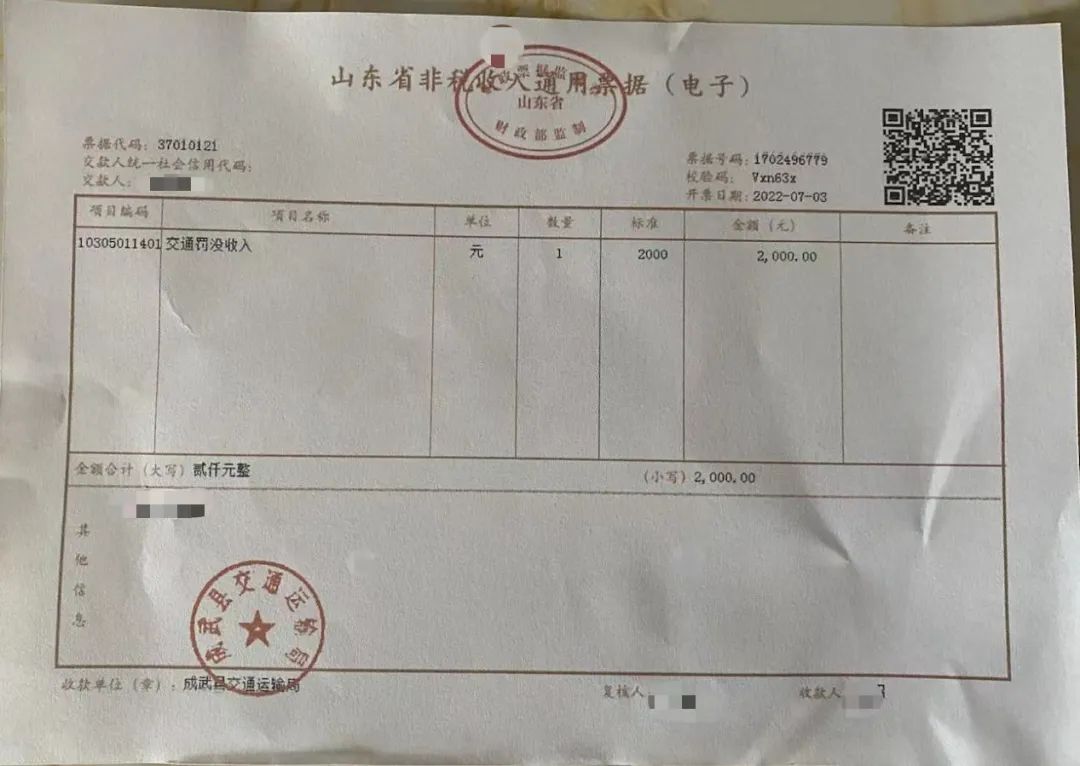 山东省非税收入通用票据（电子）
山东省
财政部监制
票据代码：37010121
交款人统一社会信用代码：
交款人：
票据号码：1702496779
校验码：Vxn63x
开票日期：2022-07-03
项目编码 项目名称 单位 数量 标准 金额（元） 备注
10305011401 交通罚没收入 元 1 2000 2,000.00
金额合计（大写）贰仟元整 （小写）2,000.00
其他信息
成武县交通运输局
收款单位（章）：成武县交通运输局 复核人 收款人